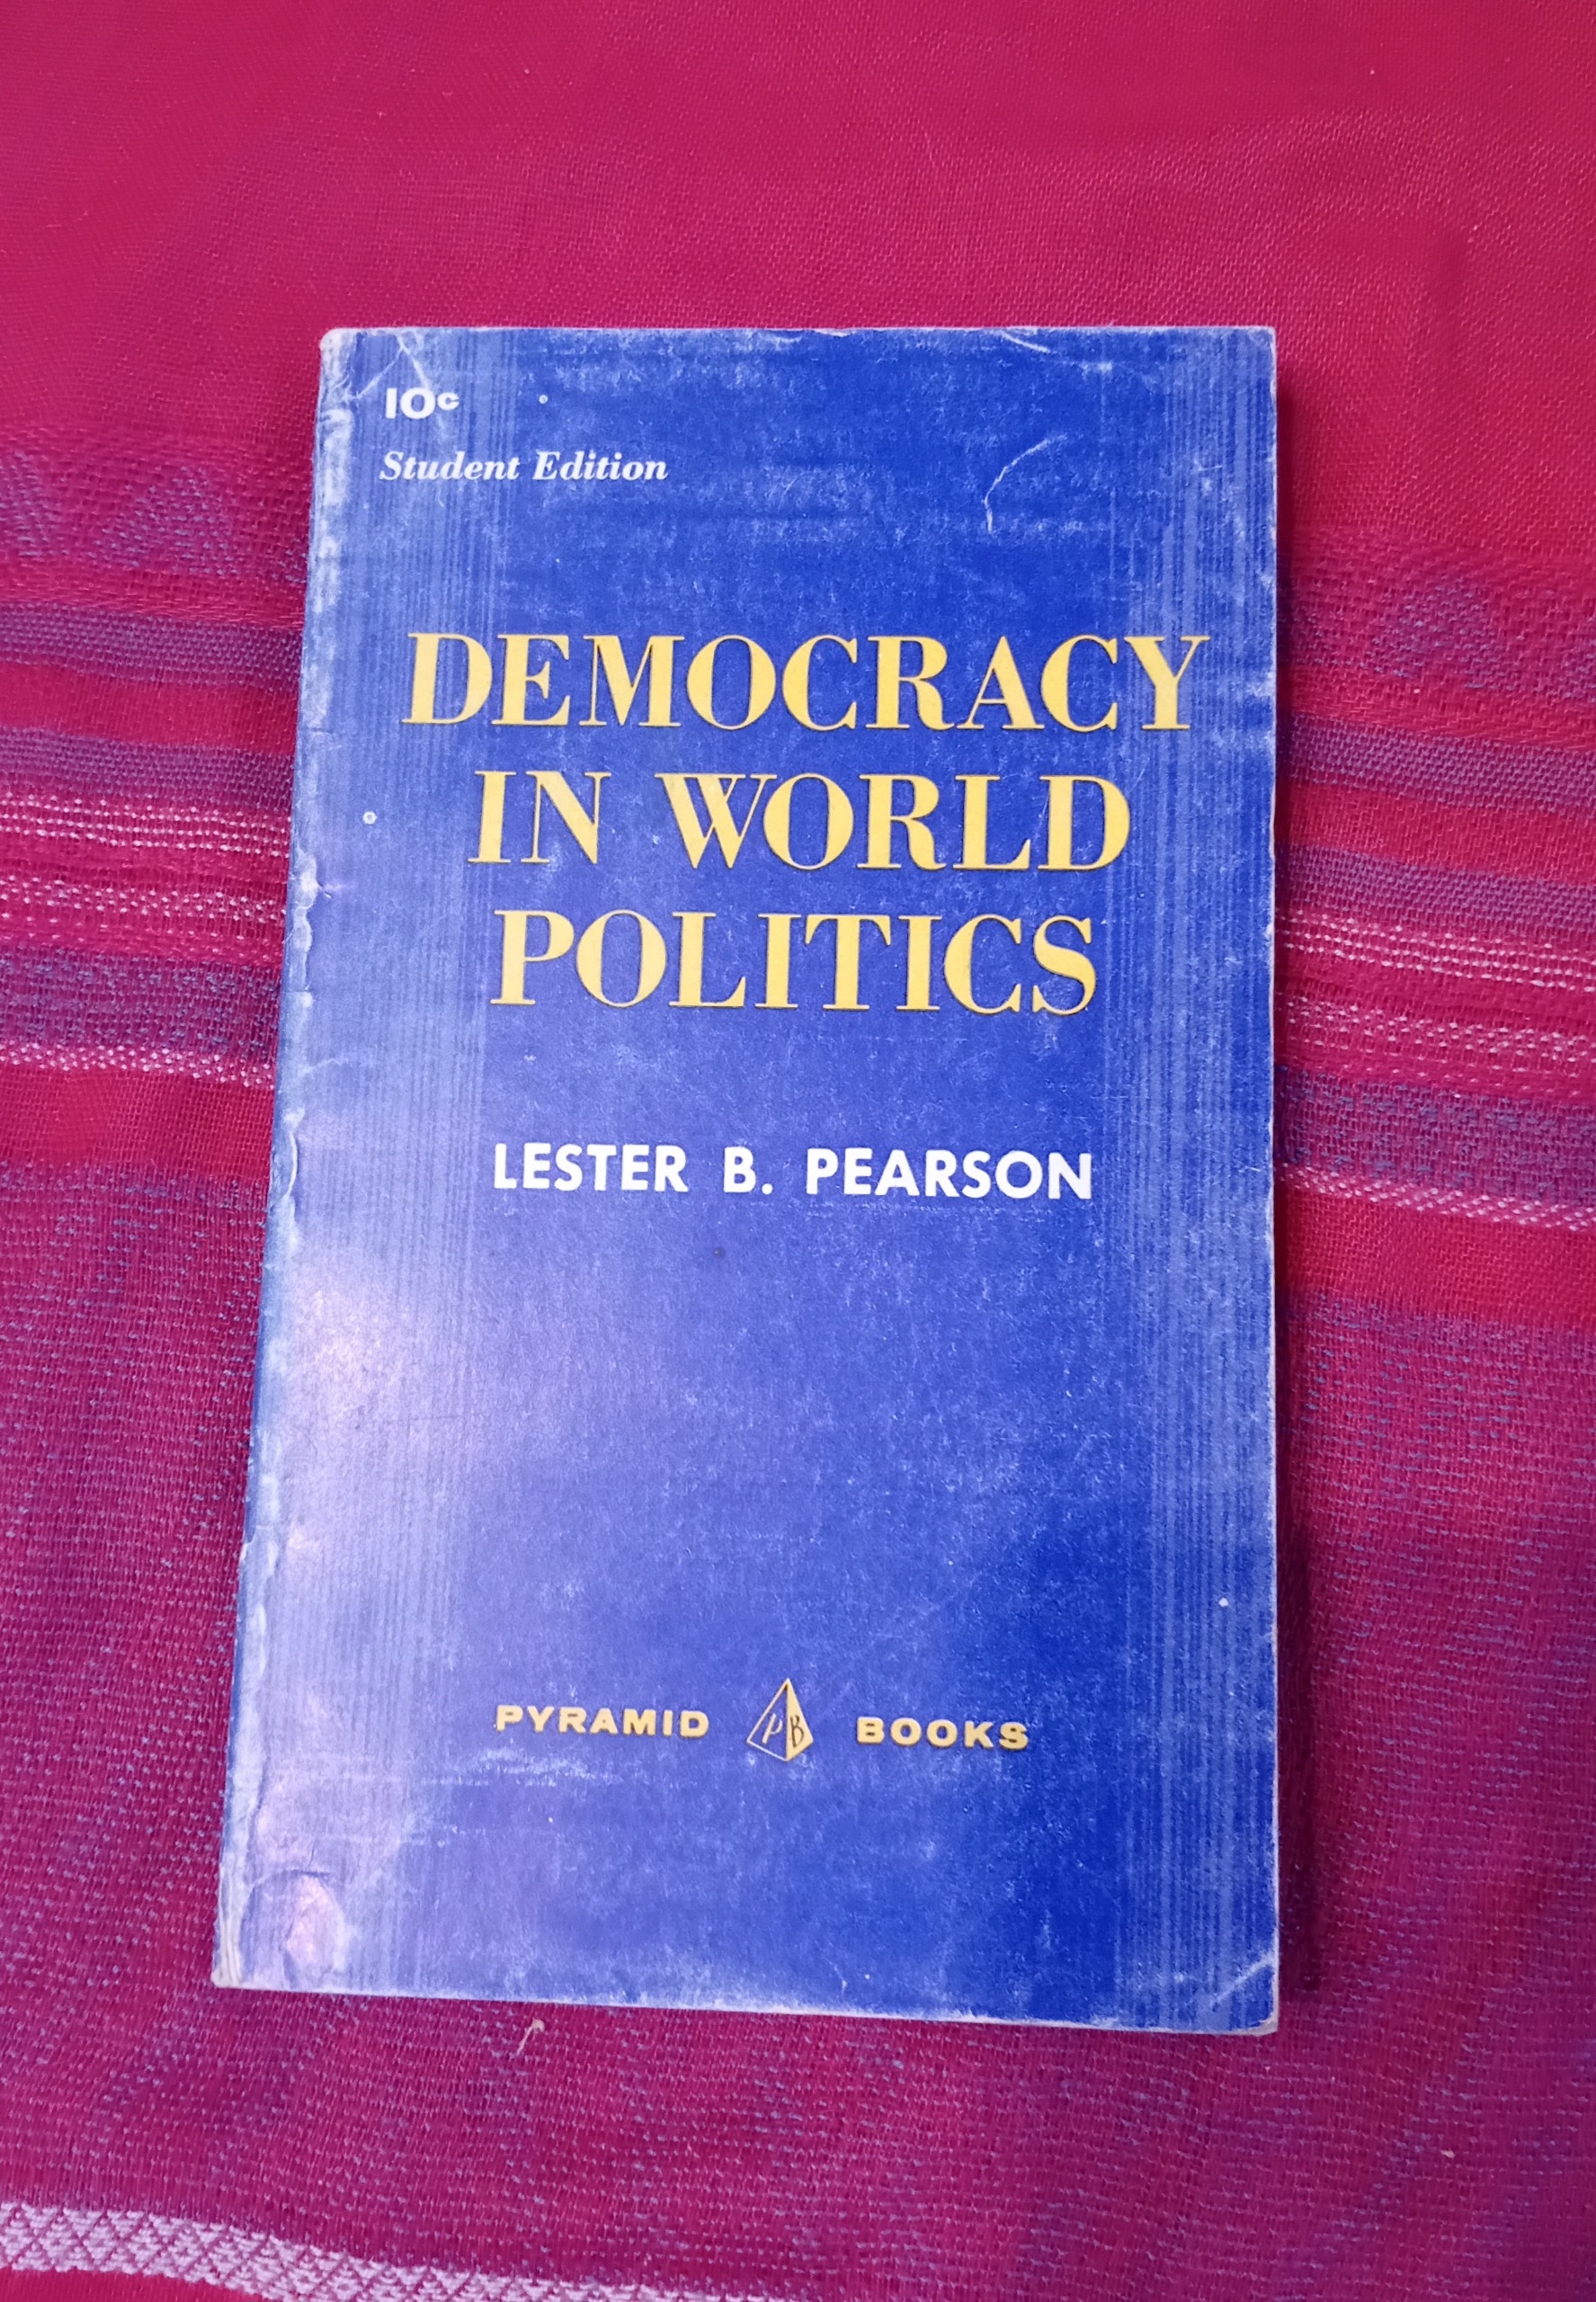 10c
Student Edition
DEMOCRACY
IN WORLD
POLITICS
LESTER B. PEARSON
PYRAMID PB BOOKS